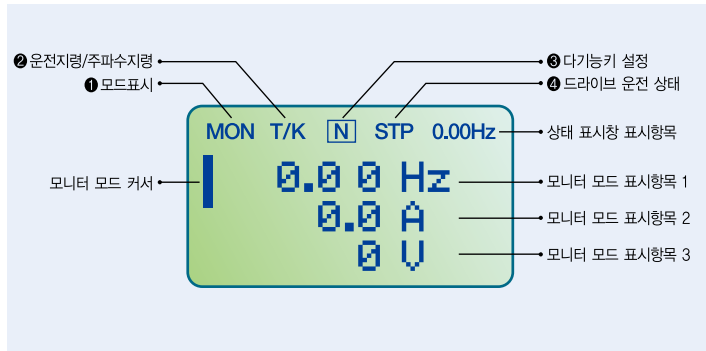 ❷ 운전지령/주파수지령
❸ 다기능키 설정
❶ 모드표시
❹ 드라이브 운전 상태
MON T/K N STP 0.00Hz
상태 표시창 표시항목
모니터 모드 커서
0.00 Hz
모니터 모드 표시항목 1
0.0 A
모니터 모드 표시항목 2
0 V
모니터 모드 표시항목 3